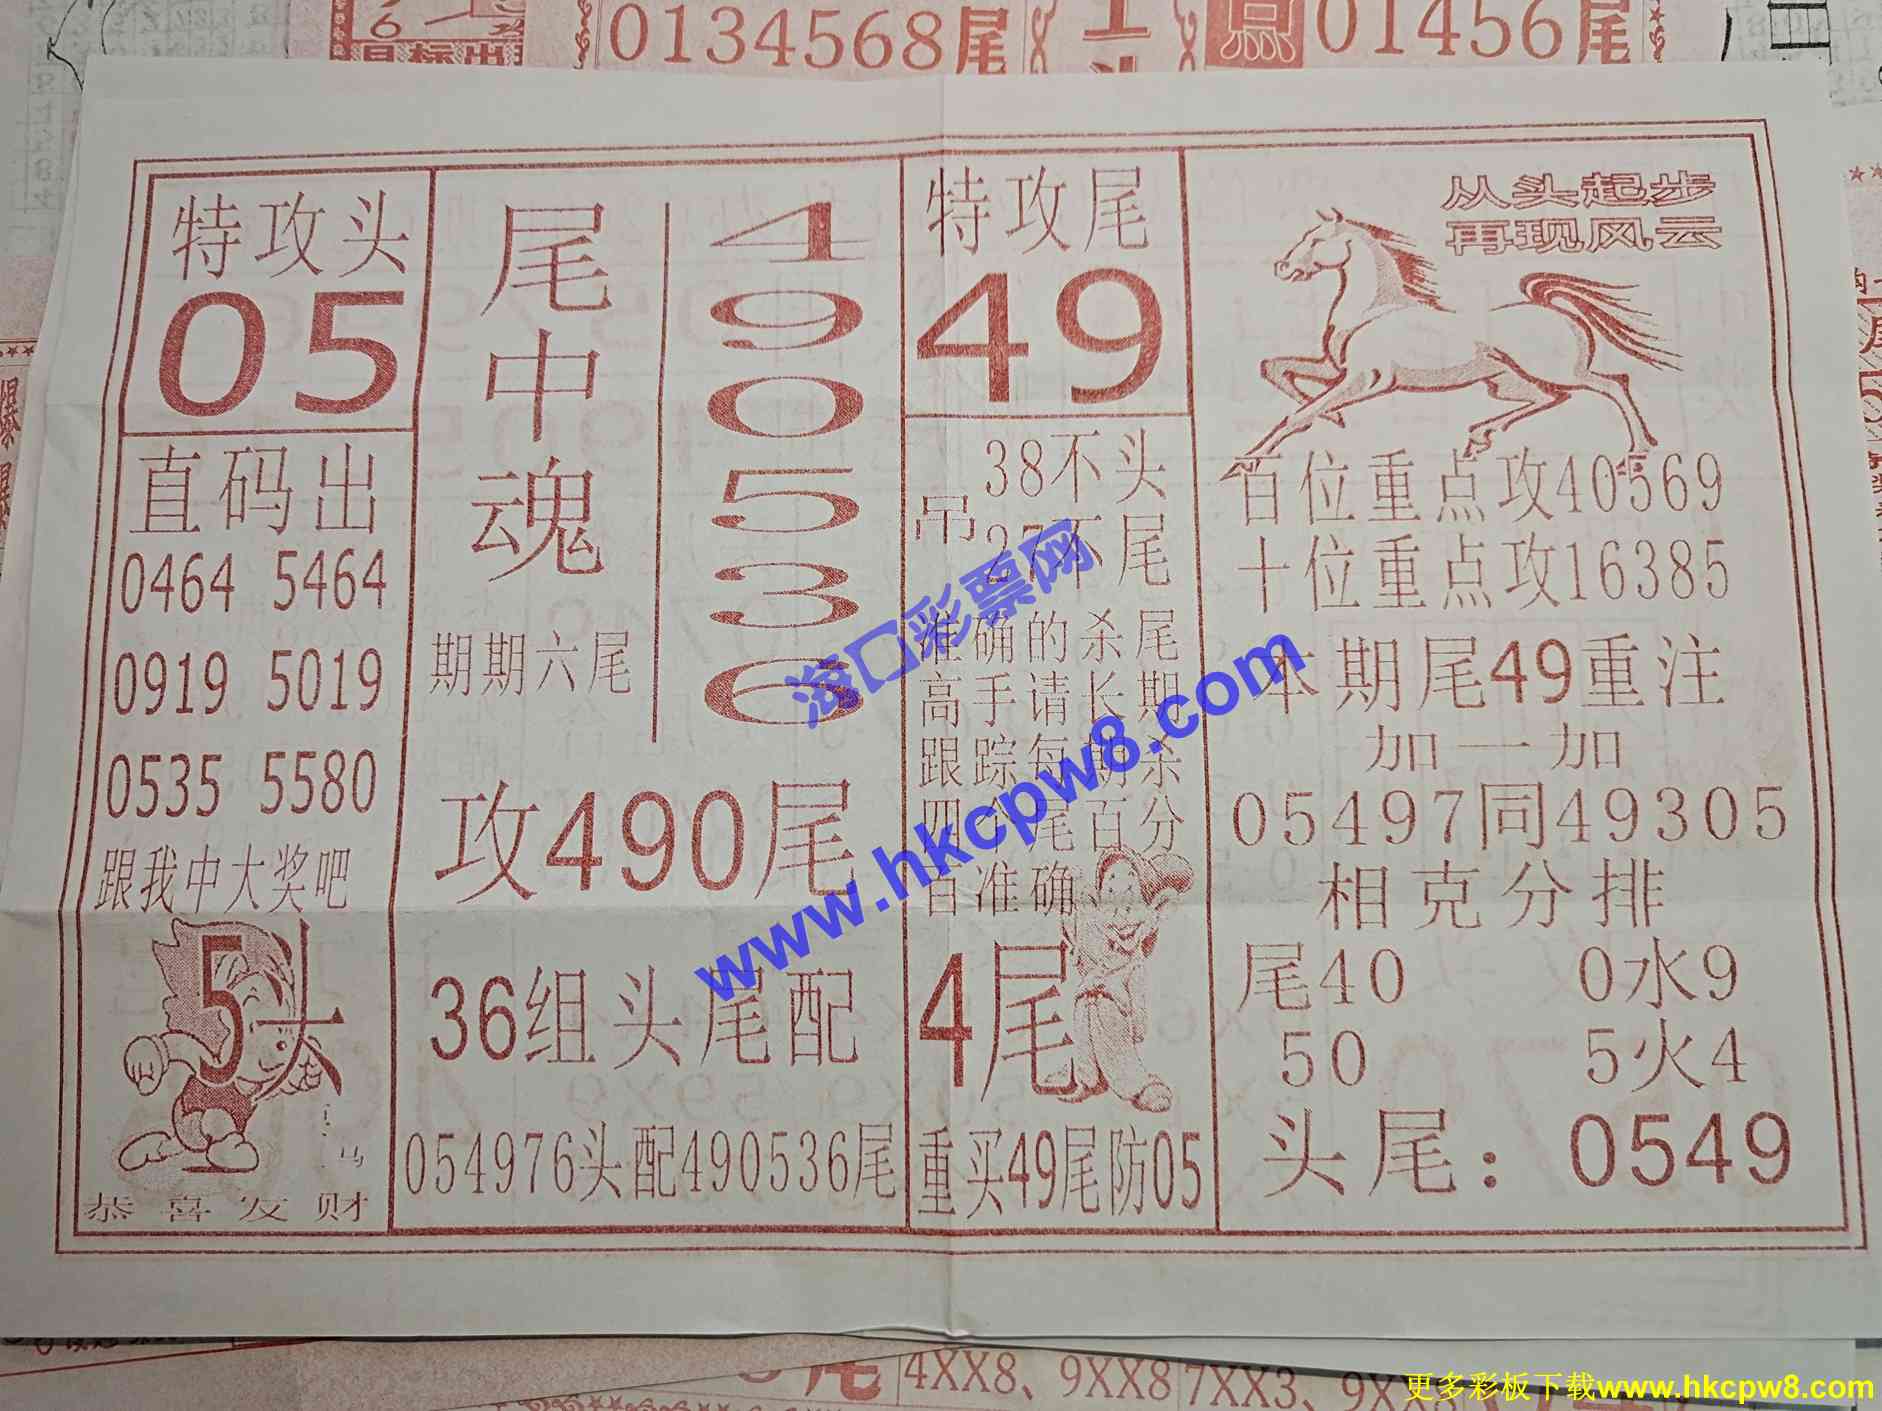 0134568尾
01456尾
特攻头
05
直码出
0464 5464
0919 5019
0535 5580
跟我中大奖吧
5头
恭喜发财
尾中魂
期期六尾
4
9
0
5
3
6
攻490尾
36组头尾配
054976头配490536尾
特攻尾
49
吊
38不头
27不尾
准确的杀尾
高手请长期
跟踪每期杀
四个尾百分
百准确
4尾
重买49尾防05
从头起步
再现风云
百位重点攻40569
十位重点攻16385
本期尾49重注
加一加
05497同49305
相克分排
尾40 0水9
50 5火4
头尾：0549
海口彩票网
www.hkcpw8.com
4XX8、9XX8
7XX3、
更多彩板下载www.hkcpw8.com